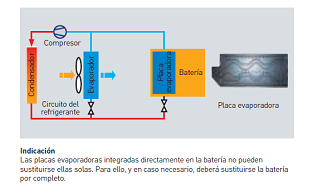 Compresor
Condensador
Evaporador
Placa
evaporadora
Batería
Circuito del
refrigerante
Placa evaporadora
Indicación
Las placas evaporadoras integradas directamente en la batería no pueden
sustituirse ellas solas. Para ello, y en caso necesario, deberá sustituirse la batería
por completo.